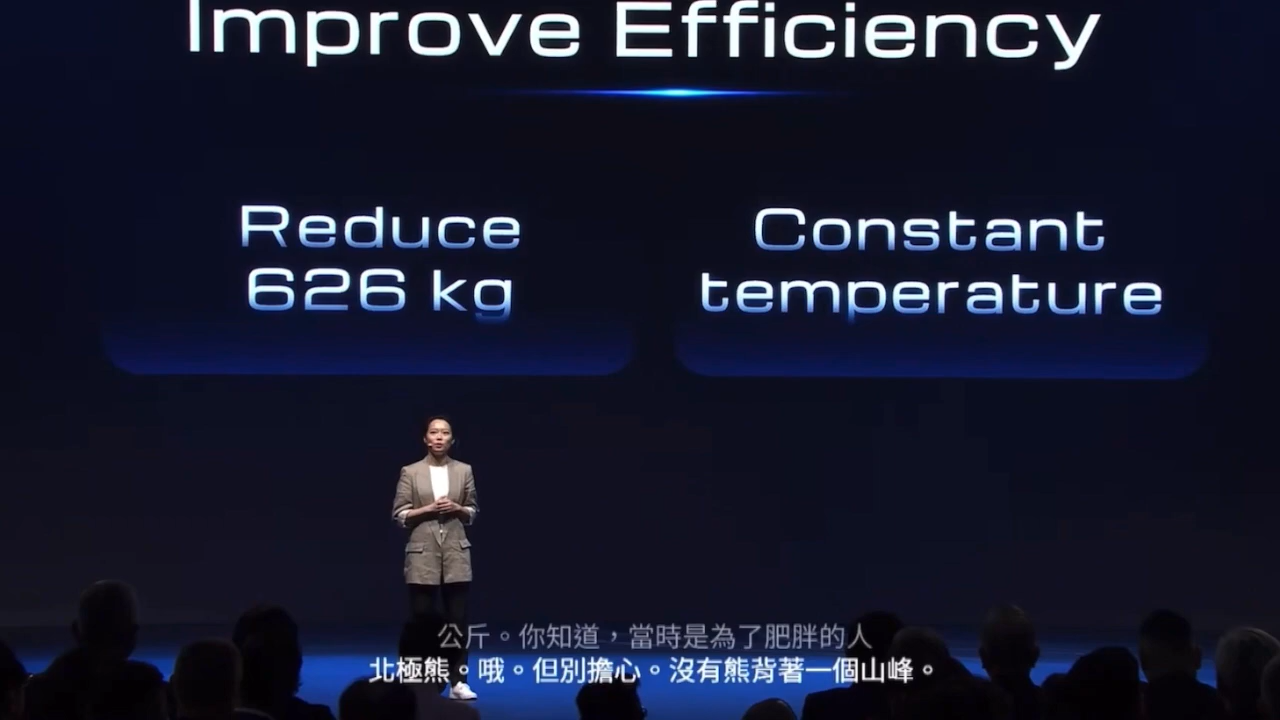 Improve Efficiency
Reduce
626 kg
Constant
temperature
公斤。你知道，當時是為了肥胖的人
北極熊。哦。但別擔心。沒有熊背著一個山峰。